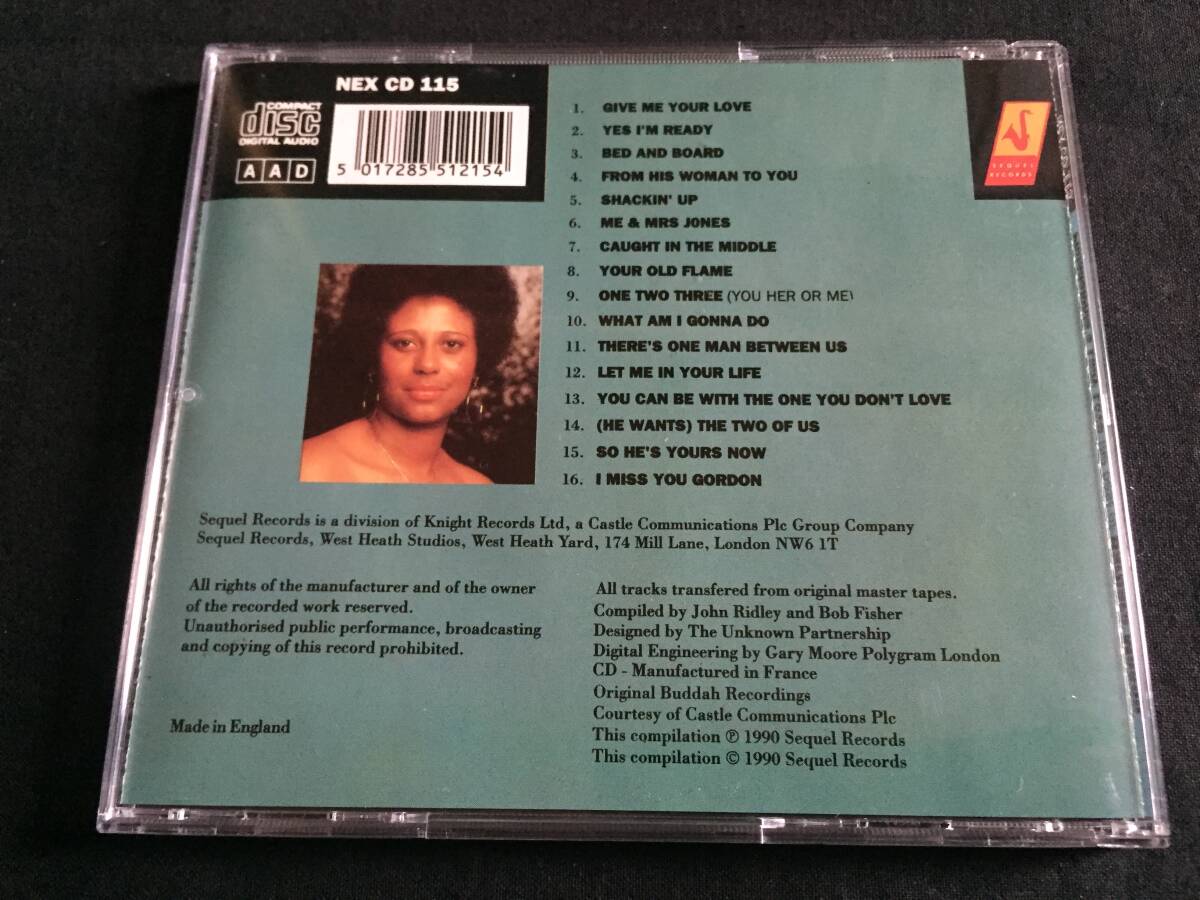 NEX CD 115
COMPACT
disc
DIGITAL AUDIO
A A D
5 017285 512154
1. GIVE ME YOUR LOVE
2. YES I'M READY
3. BED AND BOARD
4. FROM HIS WOMAN TO YOU
5. SHACKIN' UP
6. ME & MRS JONES
7. CAUGHT IN THE MIDDLE
8. YOUR OLD FLAME
9. ONE TWO THREE (YOU HER OR ME)
10. WHAT AM I GONNA DO
11. THERE'S ONE MAN BETWEEN US
12. LET ME IN YOUR LIFE
13. YOU CAN BE WITH THE ONE YOU DON'T LOVE
14. (HE WANTS) THE TWO OF US
15. SO HE'S YOURS NOW
16. I MISS YOU GORDON
SEQUEL
RECORDS
Sequel Records is a division of Knight Records Ltd, a Castle Communications Plc Group Company
Sequel Records, West Heath Studios, West Heath Yard, 174 Mill Lane, London NW6 1T
All rights of the manufacturer and of the owner
of the recorded work reserved.
Unauthorised public performance, broadcasting
and copying of this record prohibited.
Made in England
All tracks transfered from original master tapes.
Compiled by John Ridley and Bob Fisher
Designed by The Unknown Partnership
Digital Engineering by Gary Moore Polygram London
CD - Manufactured in France
Original Buddah Recordings
Courtesy of Castle Communications Plc
This compilation ℗ 1990 Sequel Records
This compilation © 1990 Sequel Records